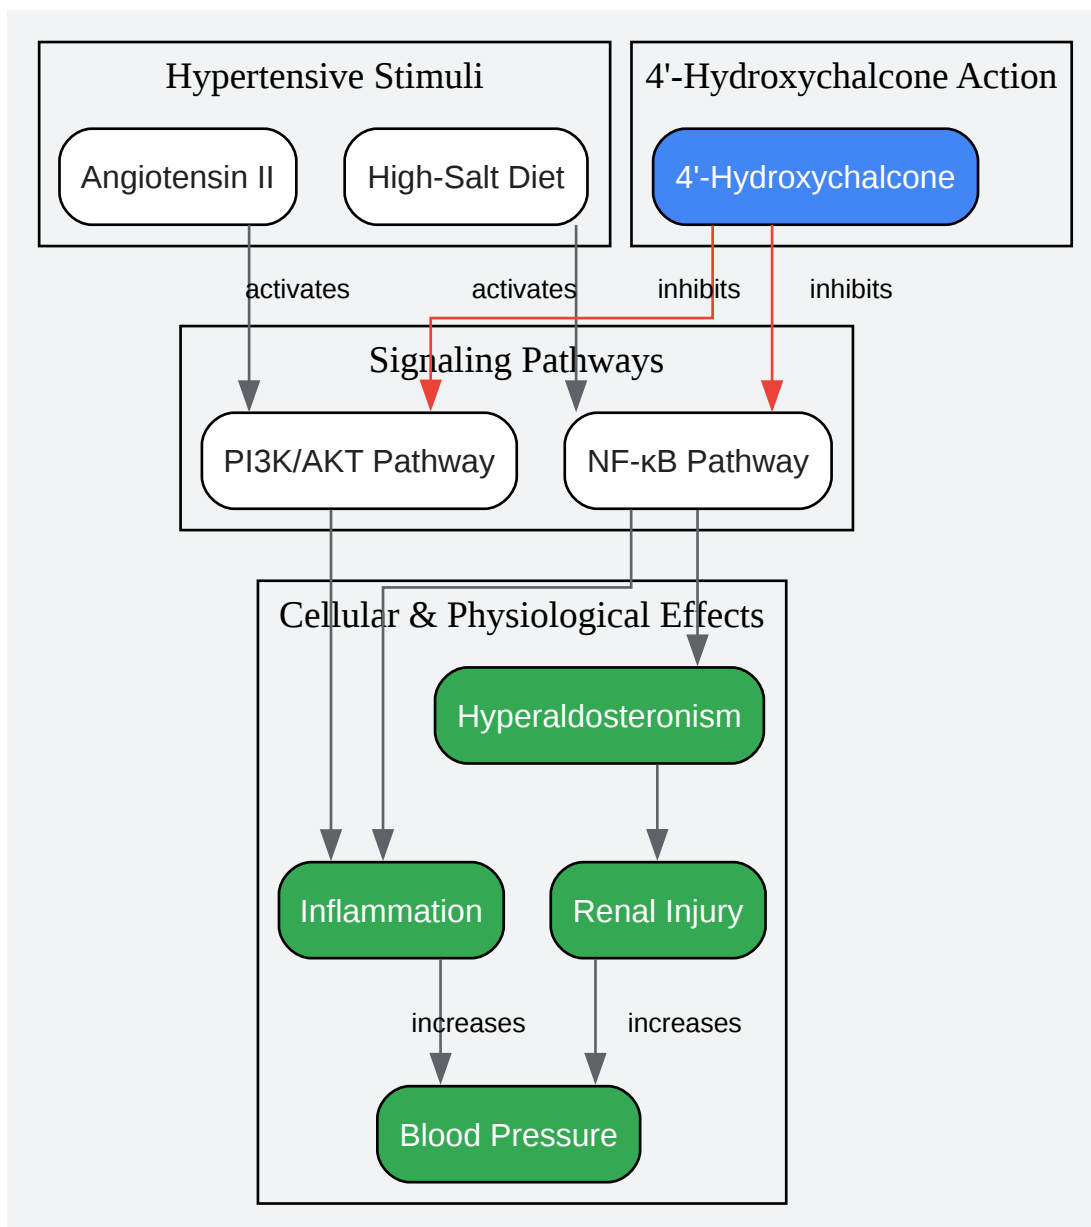 Hypertensive Stimuli
4'-Hydroxychalcone Action
Angiotensin II
High-Salt Diet
4'-Hydroxychalcone
activates
activates
inhibits
inhibits
Signaling Pathways
PI3K/AKT Pathway
NF-κB Pathway
Cellular & Physiological Effects
Hyperaldosteronism
Inflammation
Renal Injury
increases
increases
Blood Pressure